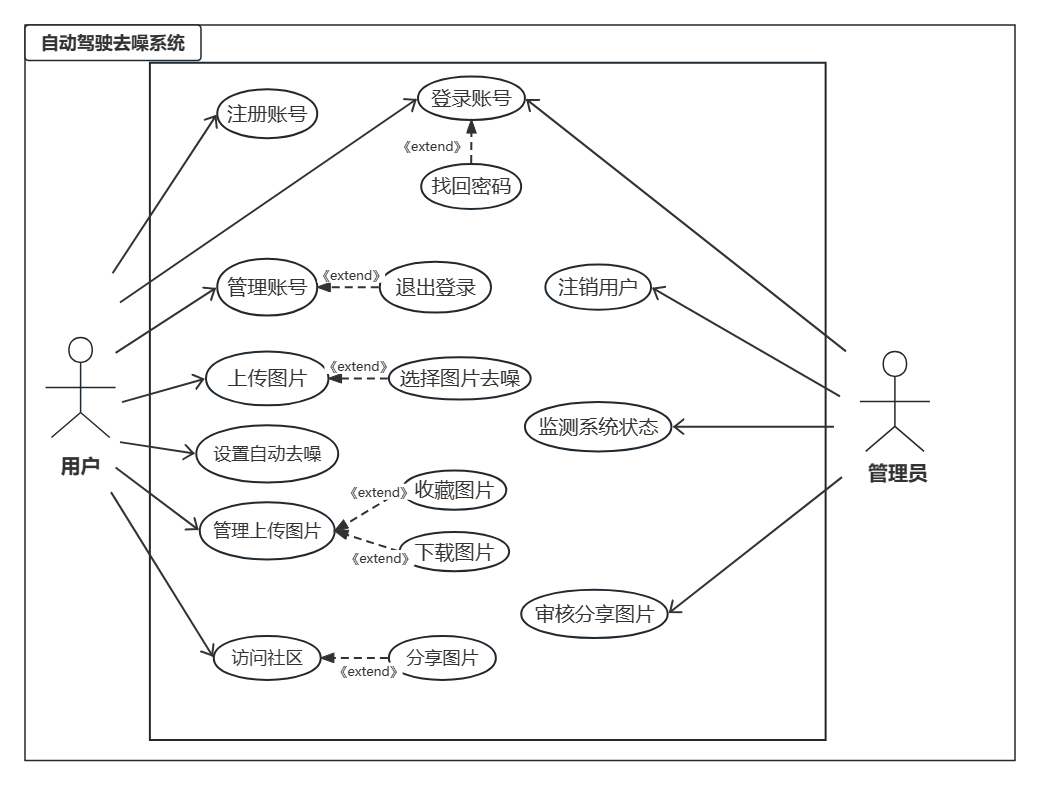 自动驾驶去噪系统
注册账号
登录账号
《extend》
找回密码
管理账号
《extend》
退出登录
注销用户
上传图片
《extend》
选择图片去噪
监测系统状态
设置自动去噪
用户
管理员
管理上传图片
《extend》
收藏图片
《extend》
下载图片
审核分享图片
访问社区
《extend》
分享图片